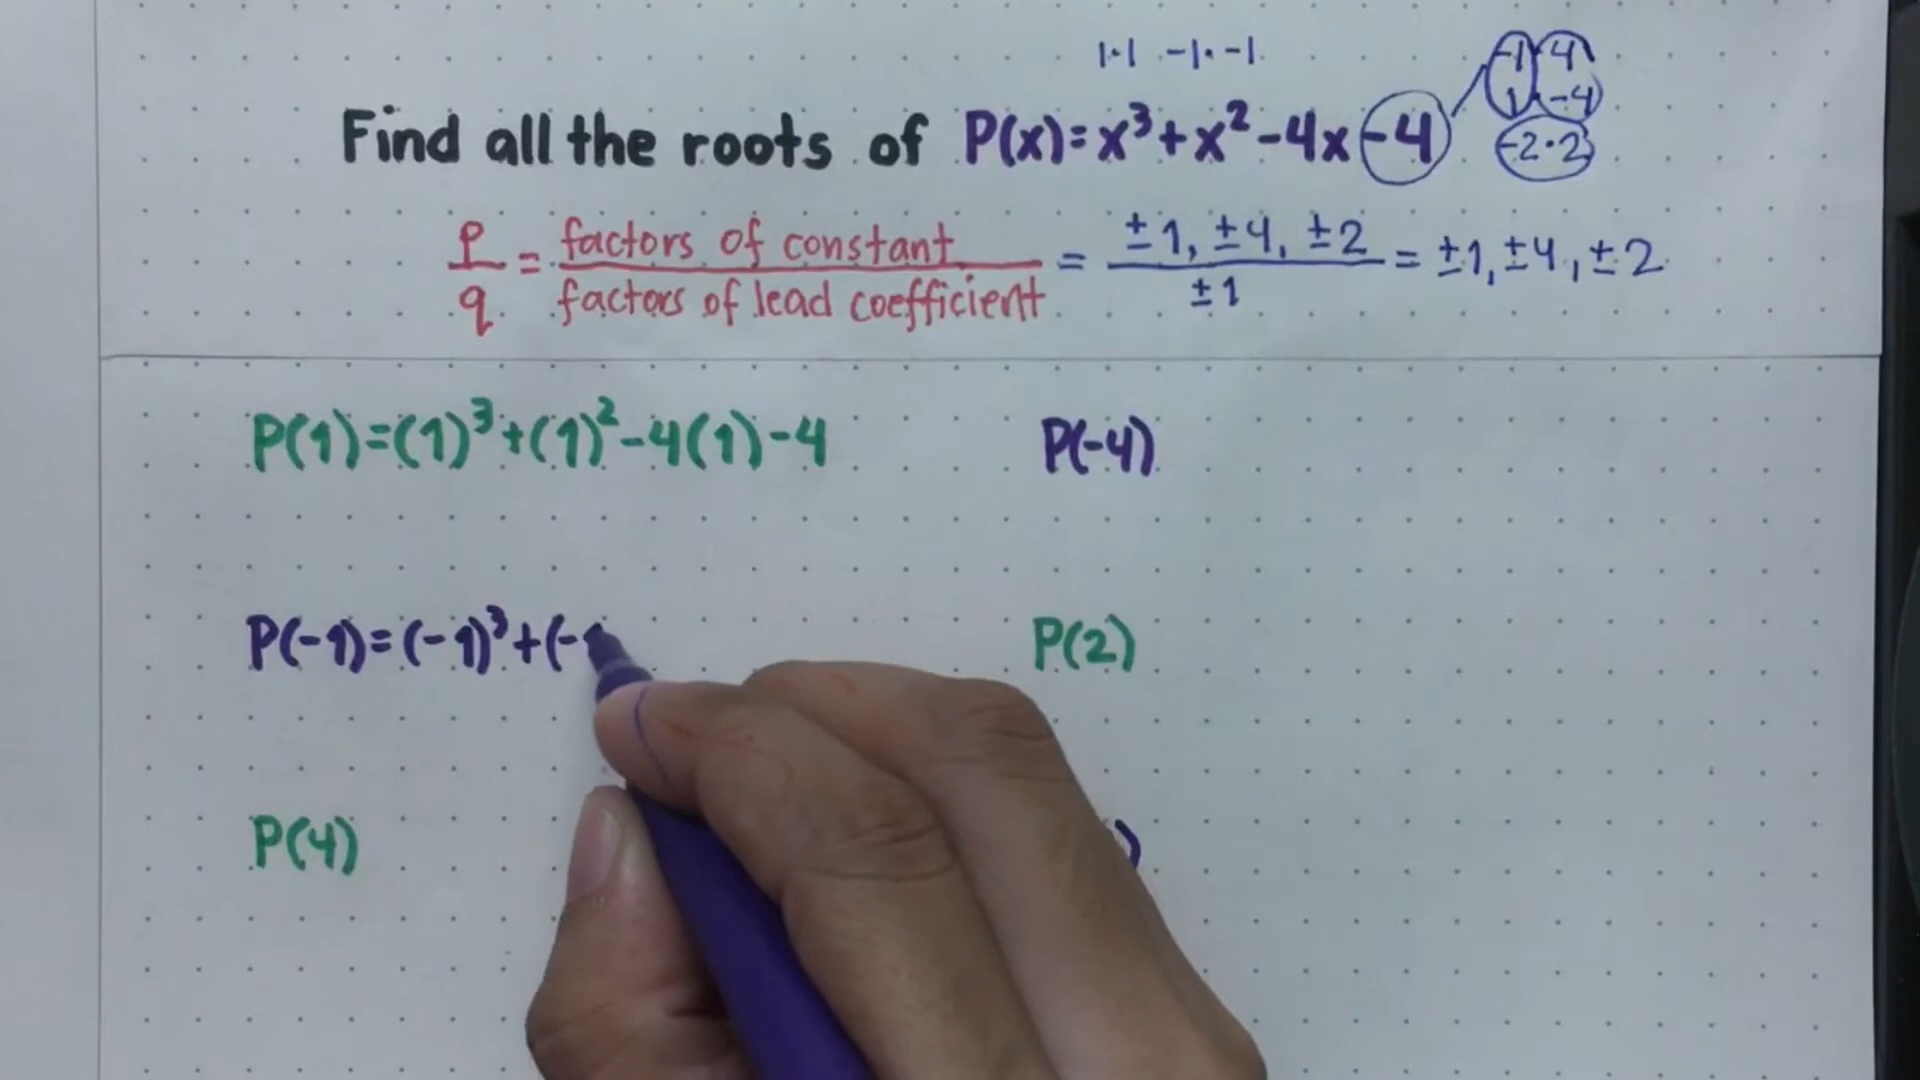 1·1 -1·-1
-1 4
1·-4
-2·2
Find all the roots of P(x)=x³+x²-4x-4
p/q = factors of constant/factors of lead coefficient = ±1, ±4, ±2/±1 = ±1, ±4, ±2
P(1)=(1)³+(1)²-4(1)-4
P(-4)
P(-1)=(-1)³+(-1
P(2)
P(4)
)